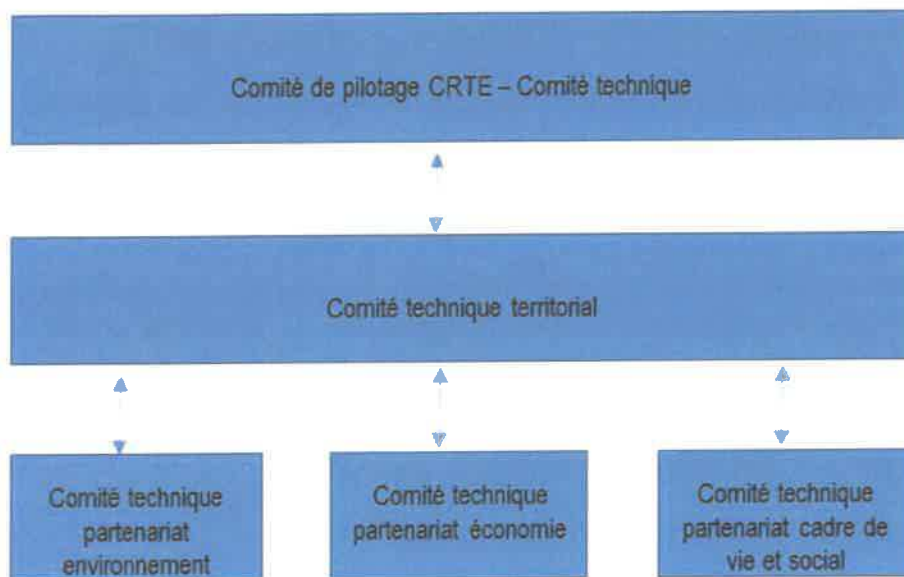 Comité de pilotage CRTE – Comité technique
Comité technique territorial
Comité technique
partenariat
environnement
Comité technique
partenariat économie
Comité technique
partenariat cadre de
vie et social